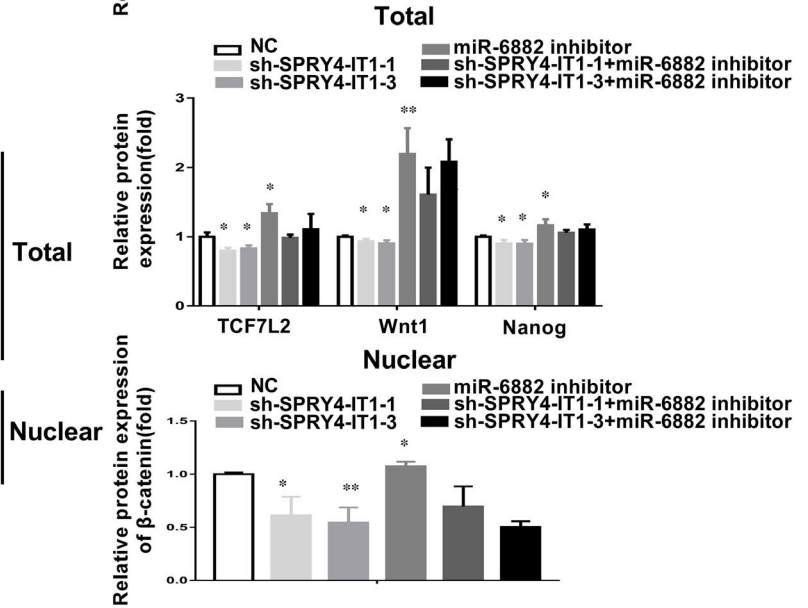 Total
NC
sh-SPRY4-IT1-1
sh-SPRY4-IT1-3
miR-6882 inhibitor
sh-SPRY4-IT1-1+miR-6882 inhibitor
sh-SPRY4-IT1-3+miR-6882 inhibitor
Relative protein
expression(fold)
3
2
1
0
* * * * * ** * * *
TCF7L2 Wnt1 Nanog
Total
Nuclear
NC
sh-SPRY4-IT1-1
sh-SPRY4-IT1-3
miR-6882 inhibitor
sh-SPRY4-IT1-1+miR-6882 inhibitor
sh-SPRY4-IT1-3+miR-6882 inhibitor
Nuclear
Relative protein expression
of β-catenin(fold)
1.5
1.0
0.5
0.0
* ** *